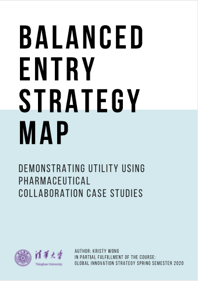 BALANCED
ENTRY
STRATEGY
MAP
DEMONSTRATING UTILITY USING
PHARMACEUTICAL
COLLABORATION CASE STUDIES
清华大学
Tsinghua University
AUTHOR: KRISTY WONG
IN PARTIAL FULFILLMENT OF THE COURSE:
GLOBAL INNOVATION STRATEGY SPRING SEMESTER 2020